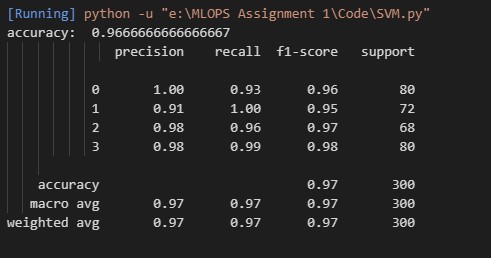 [Running] python -u "e:\MLOPS Assignment 1\Code\SVM.py"
accuracy:  0.9666666666666667
precision    recall  f1-score   support
0       1.00      0.93      0.96        80
1       0.91      1.00      0.95        72
2       0.98      0.96      0.97        68
3       0.98      0.99      0.98        80
accuracy                           0.97       300
macro avg       0.97      0.97      0.97       300
weighted avg       0.97      0.97      0.97       300